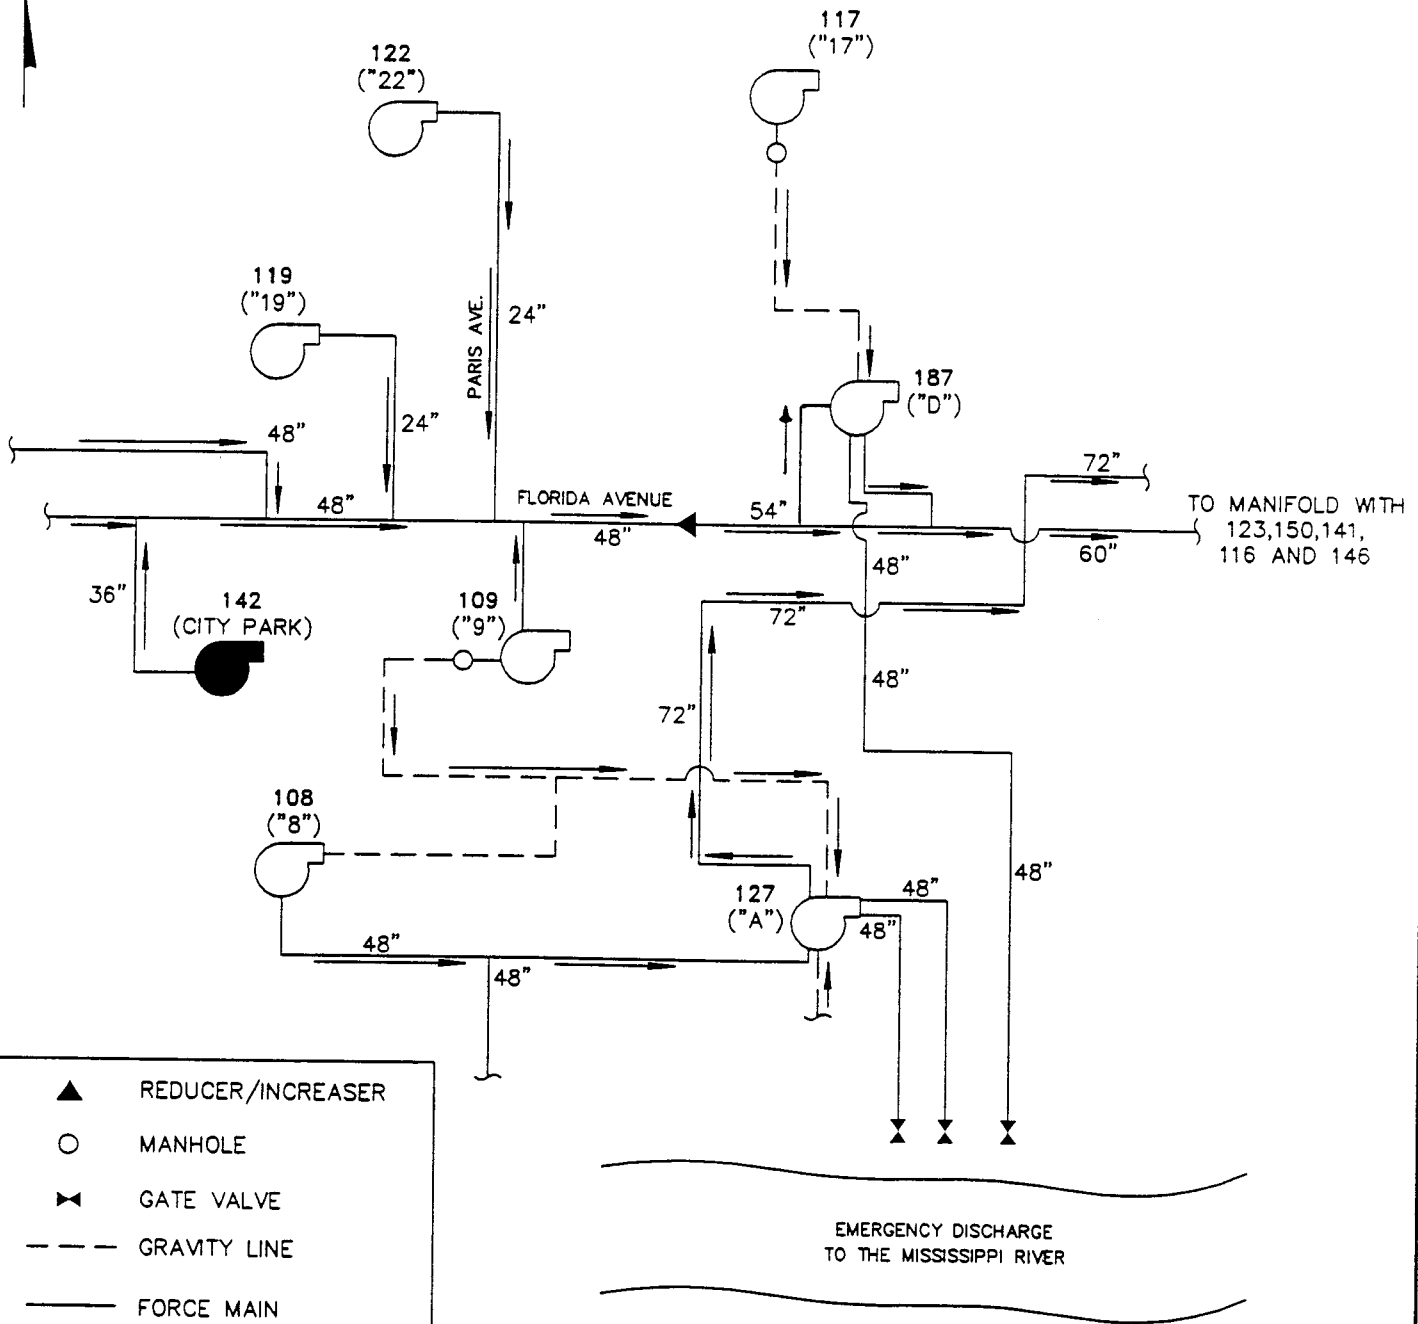 117
("17")
122
("22")
119
("19")
PARIS AVE.
24"
187
("D")
24"
48"
72"
48"
FLORIDA AVENUE
54"
48"
TO MANIFOLD WITH
123,150,141,
116 AND 146
60"
48"
36"
142
(CITY PARK)
109
("9")
72"
48"
72"
108
("8")
48"
127
("A")
48"
48"
48"
48"
REDUCER/INCREASER
MANHOLE
GATE VALVE
GRAVITY LINE
FORCE MAIN
EMERGENCY DISCHARGE
TO THE MISSISSIPPI RIVER